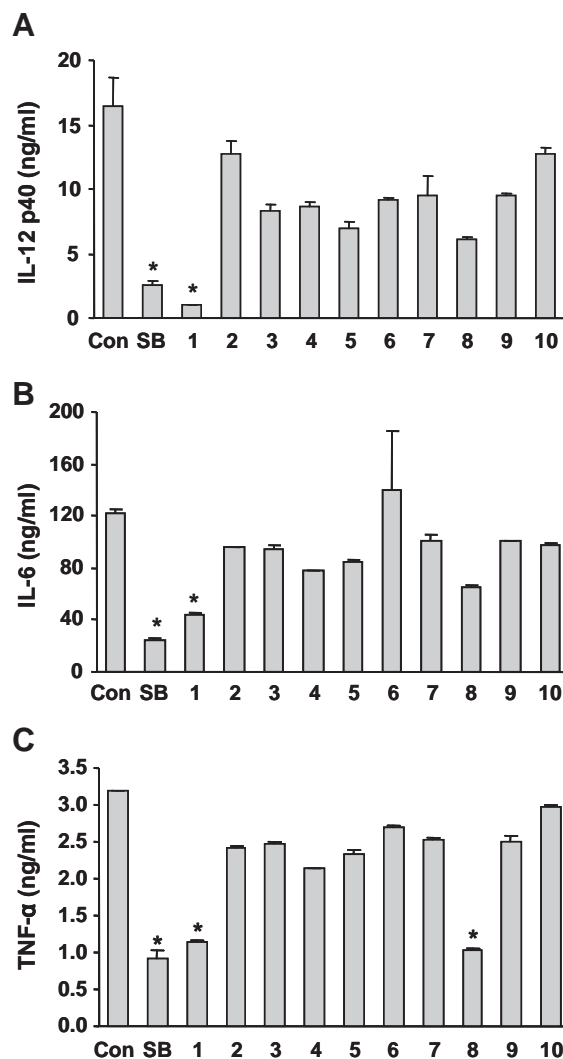 A
IL-12 p40 (ng/ml)
20
15
10
5
0
* *
Con SB 1 2 3 4 5 6 7 8 9 10
B
IL-6 (ng/ml)
200
160
120
80
40
0
* *
Con SB 1 2 3 4 5 6 7 8 9 10
C
TNF-α (ng/ml)
3.5
3.0
2.5
2.0
1.5
1.0
0.5
0.0
* * *
Con SB 1 2 3 4 5 6 7 8 9 10